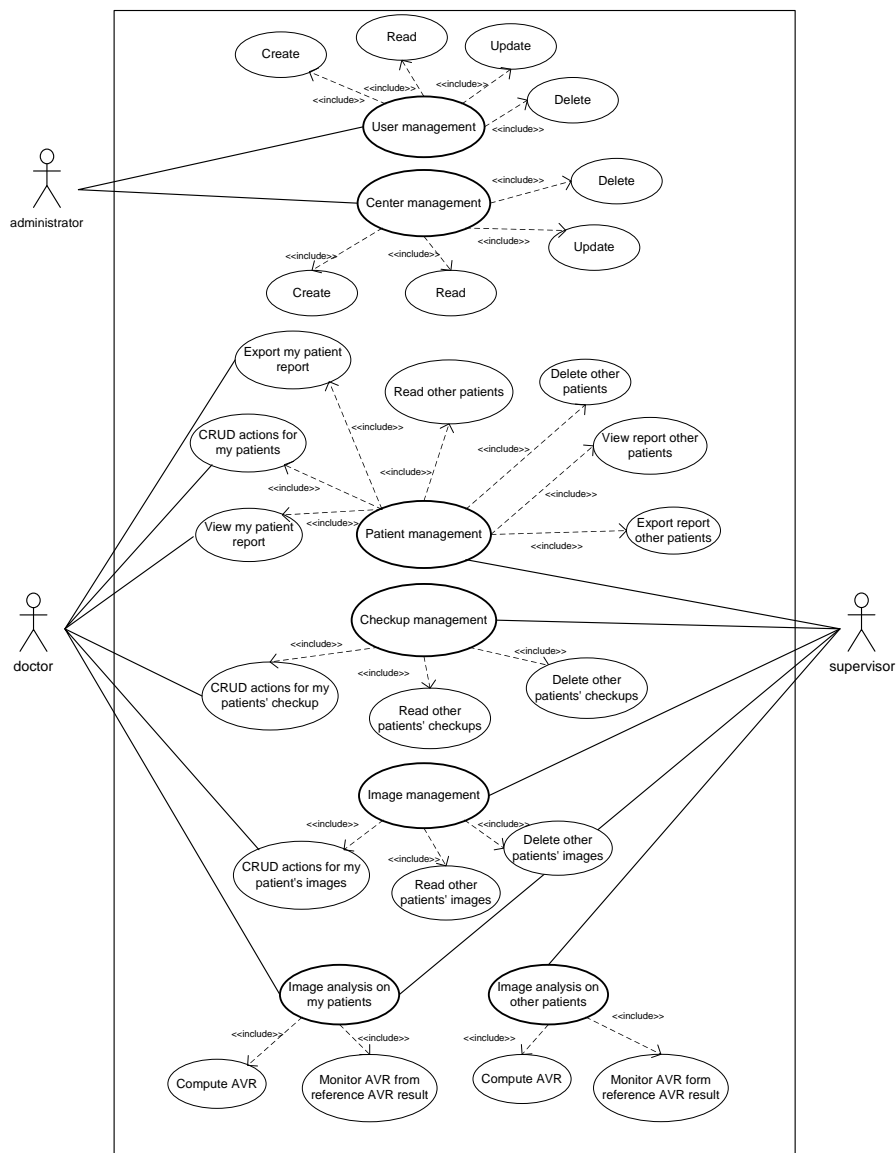 Read
Create
Update
<<include>>
<<include>>
<<include>>
Delete
User management
<<include>>
administrator
<<include>>
Delete
Center management
<<include>>
<<include>>
<<include>>
Update
Create
Read
Export my patient
report
Read other patients
Delete other
patients
<<include>>
CRUD actions for
my patients
View report other
patients
<<include>>
<<include>>
<<include>>
<<include>>
<<include>>
View my patient
report
<<include>>
Patient management
<<include>>
Export report
other patients
doctor
supervisor
Checkup management
<<include>>
<<include>>
<<include>>
CRUD actions for my
patients' checkup
Read other
patients' checkups
Delete other
patients' checkups
Image management
<<include>>
<<include>>
<<include>>
CRUD actions for my
patient's images
Read other
patients' images
Delete other
patients' images
Image analysis on
my patients
Image analysis on
other patients
<<include>>
<<include>>
<<include>>
<<include>>
Compute AVR
Monitor AVR from
reference AVR result
Compute AVR
Monitor AVR form
reference AVR result